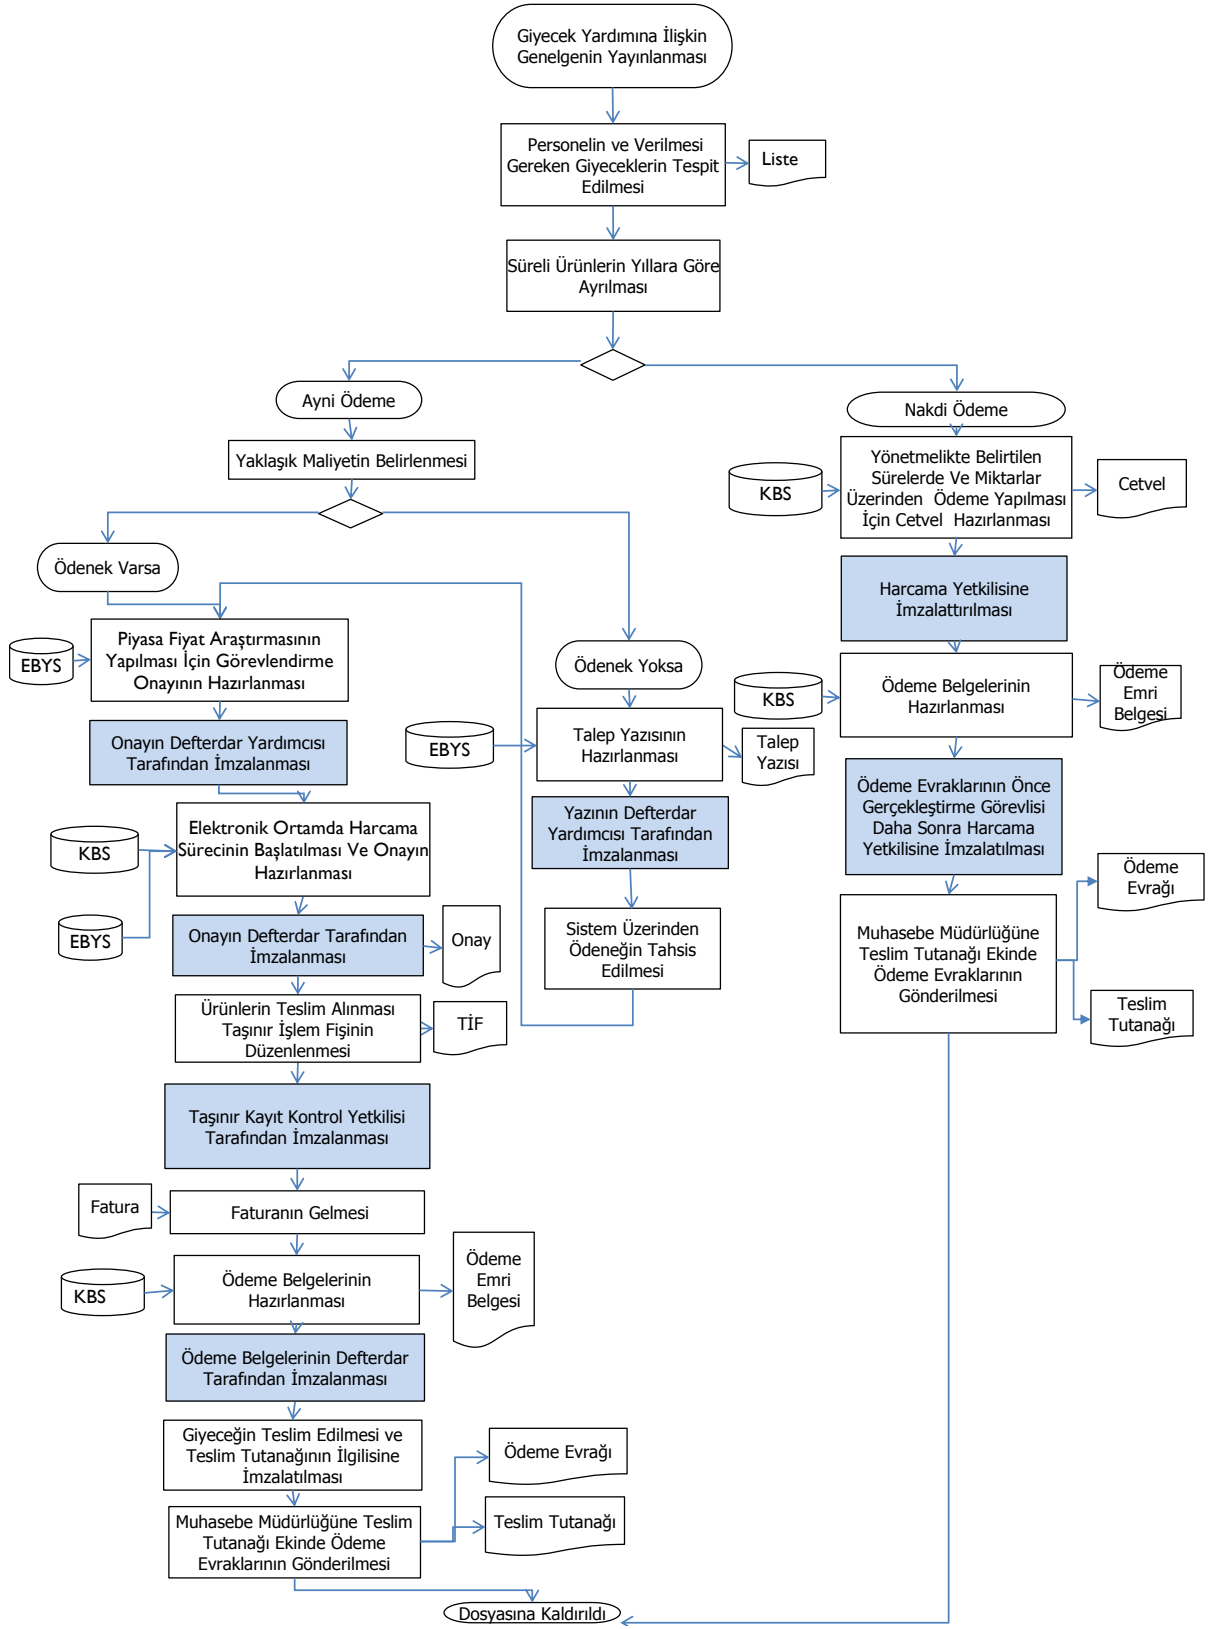 Giyecek Yardımına İlişkin
Genelgenin Yayınlanması
Personelin ve Verilmesi
Gereken Giyeceklerin Tespit
Edilmesi
Liste
Süreli Ürünlerin Yıllara Göre
Ayrılması
Ayni Ödeme
Nakdi Ödeme
Yaklaşık Maliyetin Belirlenmesi
Yönetmelikte Belirtilen
Sürelerde Ve Miktarlar
Üzerinden Ödeme Yapılması
İçin Cetvel Hazırlanması
KBS
Cetvel
Ödenek Varsa
Harcama Yetkilisine
İmzalattırılması
Piyasa Fiyat Araştırmasının
Yapılması İçin Görevlendirme
Onayının Hazırlanması
EBYS
Ödenek Yoksa
KBS
Ödeme Belgelerinin
Hazırlanması
Ödeme
Emri
Belgesi
Onayın Defterdar Yardımcısı
Tarafından İmzalanması
EBYS
Talep Yazısının
Hazırlanması
Talep
Yazısı
Ödeme Evraklarının Önce
Gerçekleştirme Görevlisi
Daha Sonra Harcama
Yetkilisine İmzalatılması
Elektronik Ortamda Harcama
Sürecinin Başlatılması Ve Onayın
Hazırlanması
KBS
EBYS
Yazının Defterdar
Yardımcısı Tarafından
İmzalanması
Ödeme
Evrağı
Onayın Defterdar Tarafından
İmzalanması
Onay
Sistem Üzerinden
Ödeneğin Tahsis
Edilmesi
Muhasebe Müdürlüğüne
Teslim Tutanağı Ekinde
Ödeme Evraklarının
Gönderilmesi
Ürünlerin Teslim Alınması
Taşınır İşlem Fişinin
Düzenlenmesi
TİF
Teslim
Tutanağı
Taşınır Kayıt Kontrol Yetkilisi
Tarafından İmzalanması
Fatura
Faturanın Gelmesi
KBS
Ödeme Belgelerinin
Hazırlanması
Ödeme
Emri
Belgesi
Ödeme Belgelerinin Defterdar
Tarafından İmzalanması
Giyeceğin Teslim Edilmesi ve
Teslim Tutanağının İlgilisine
İmzalatılması
Ödeme Evrağı
Muhasebe Müdürlüğüne Teslim
Tutanağı Ekinde Ödeme
Evraklarının Gönderilmesi
Teslim Tutanağı
Dosyasına Kaldırıldı